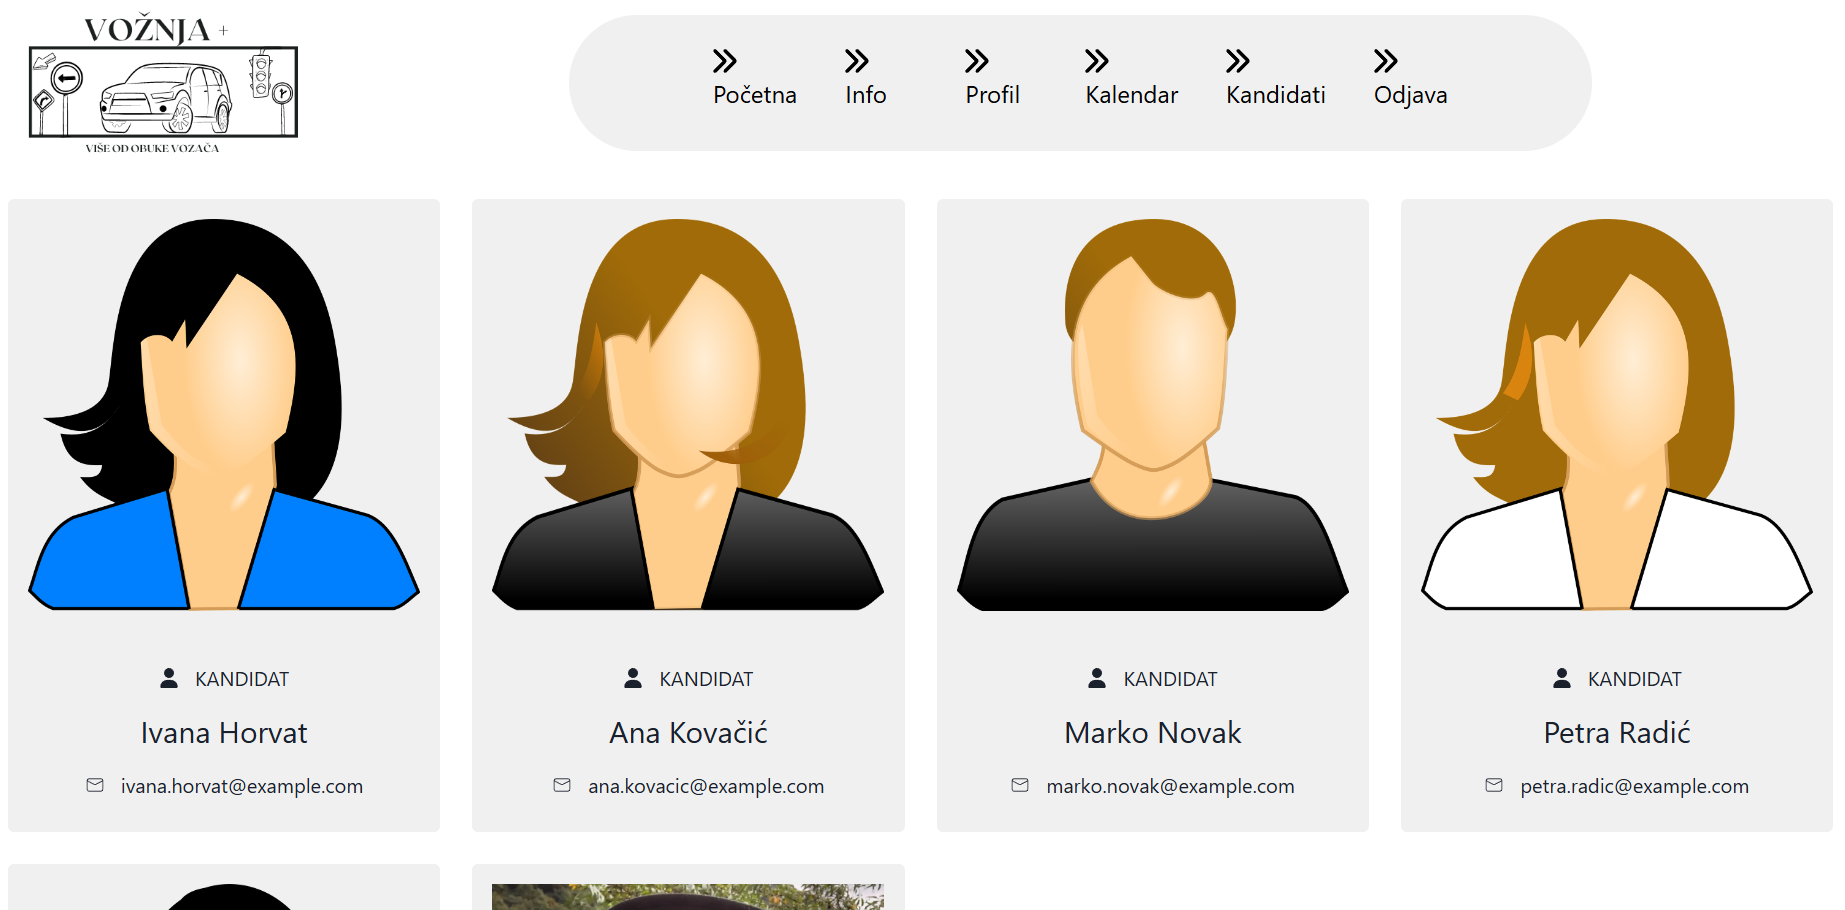 VOŽNJA +
VIŠE OD OBUKE VOZAČA
Početna
Info
Profil
Kalendar
Kandidati
Odjava
KANDIDAT
Ivana Horvat
ivana.horvat@example.com
KANDIDAT
Ana Kovačić
ana.kovacic@example.com
KANDIDAT
Marko Novak
marko.novak@example.com
KANDIDAT
Petra Radić
petra.radic@example.com